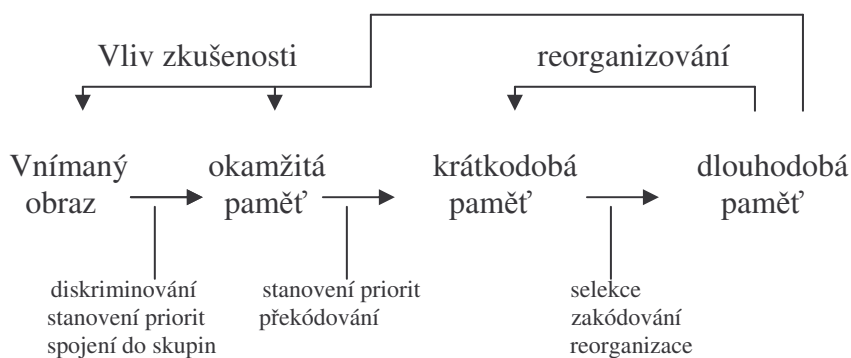 Vliv zkušenosti
reorganizování
Vnímaný
obraz
okamžitá
paměť
krátkodobá
paměť
dlouhodobá
paměť
diskriminování
stanovení priorit
spojení do skupin
stanovení priorit
překódování
selekce
zakódování
reorganizace